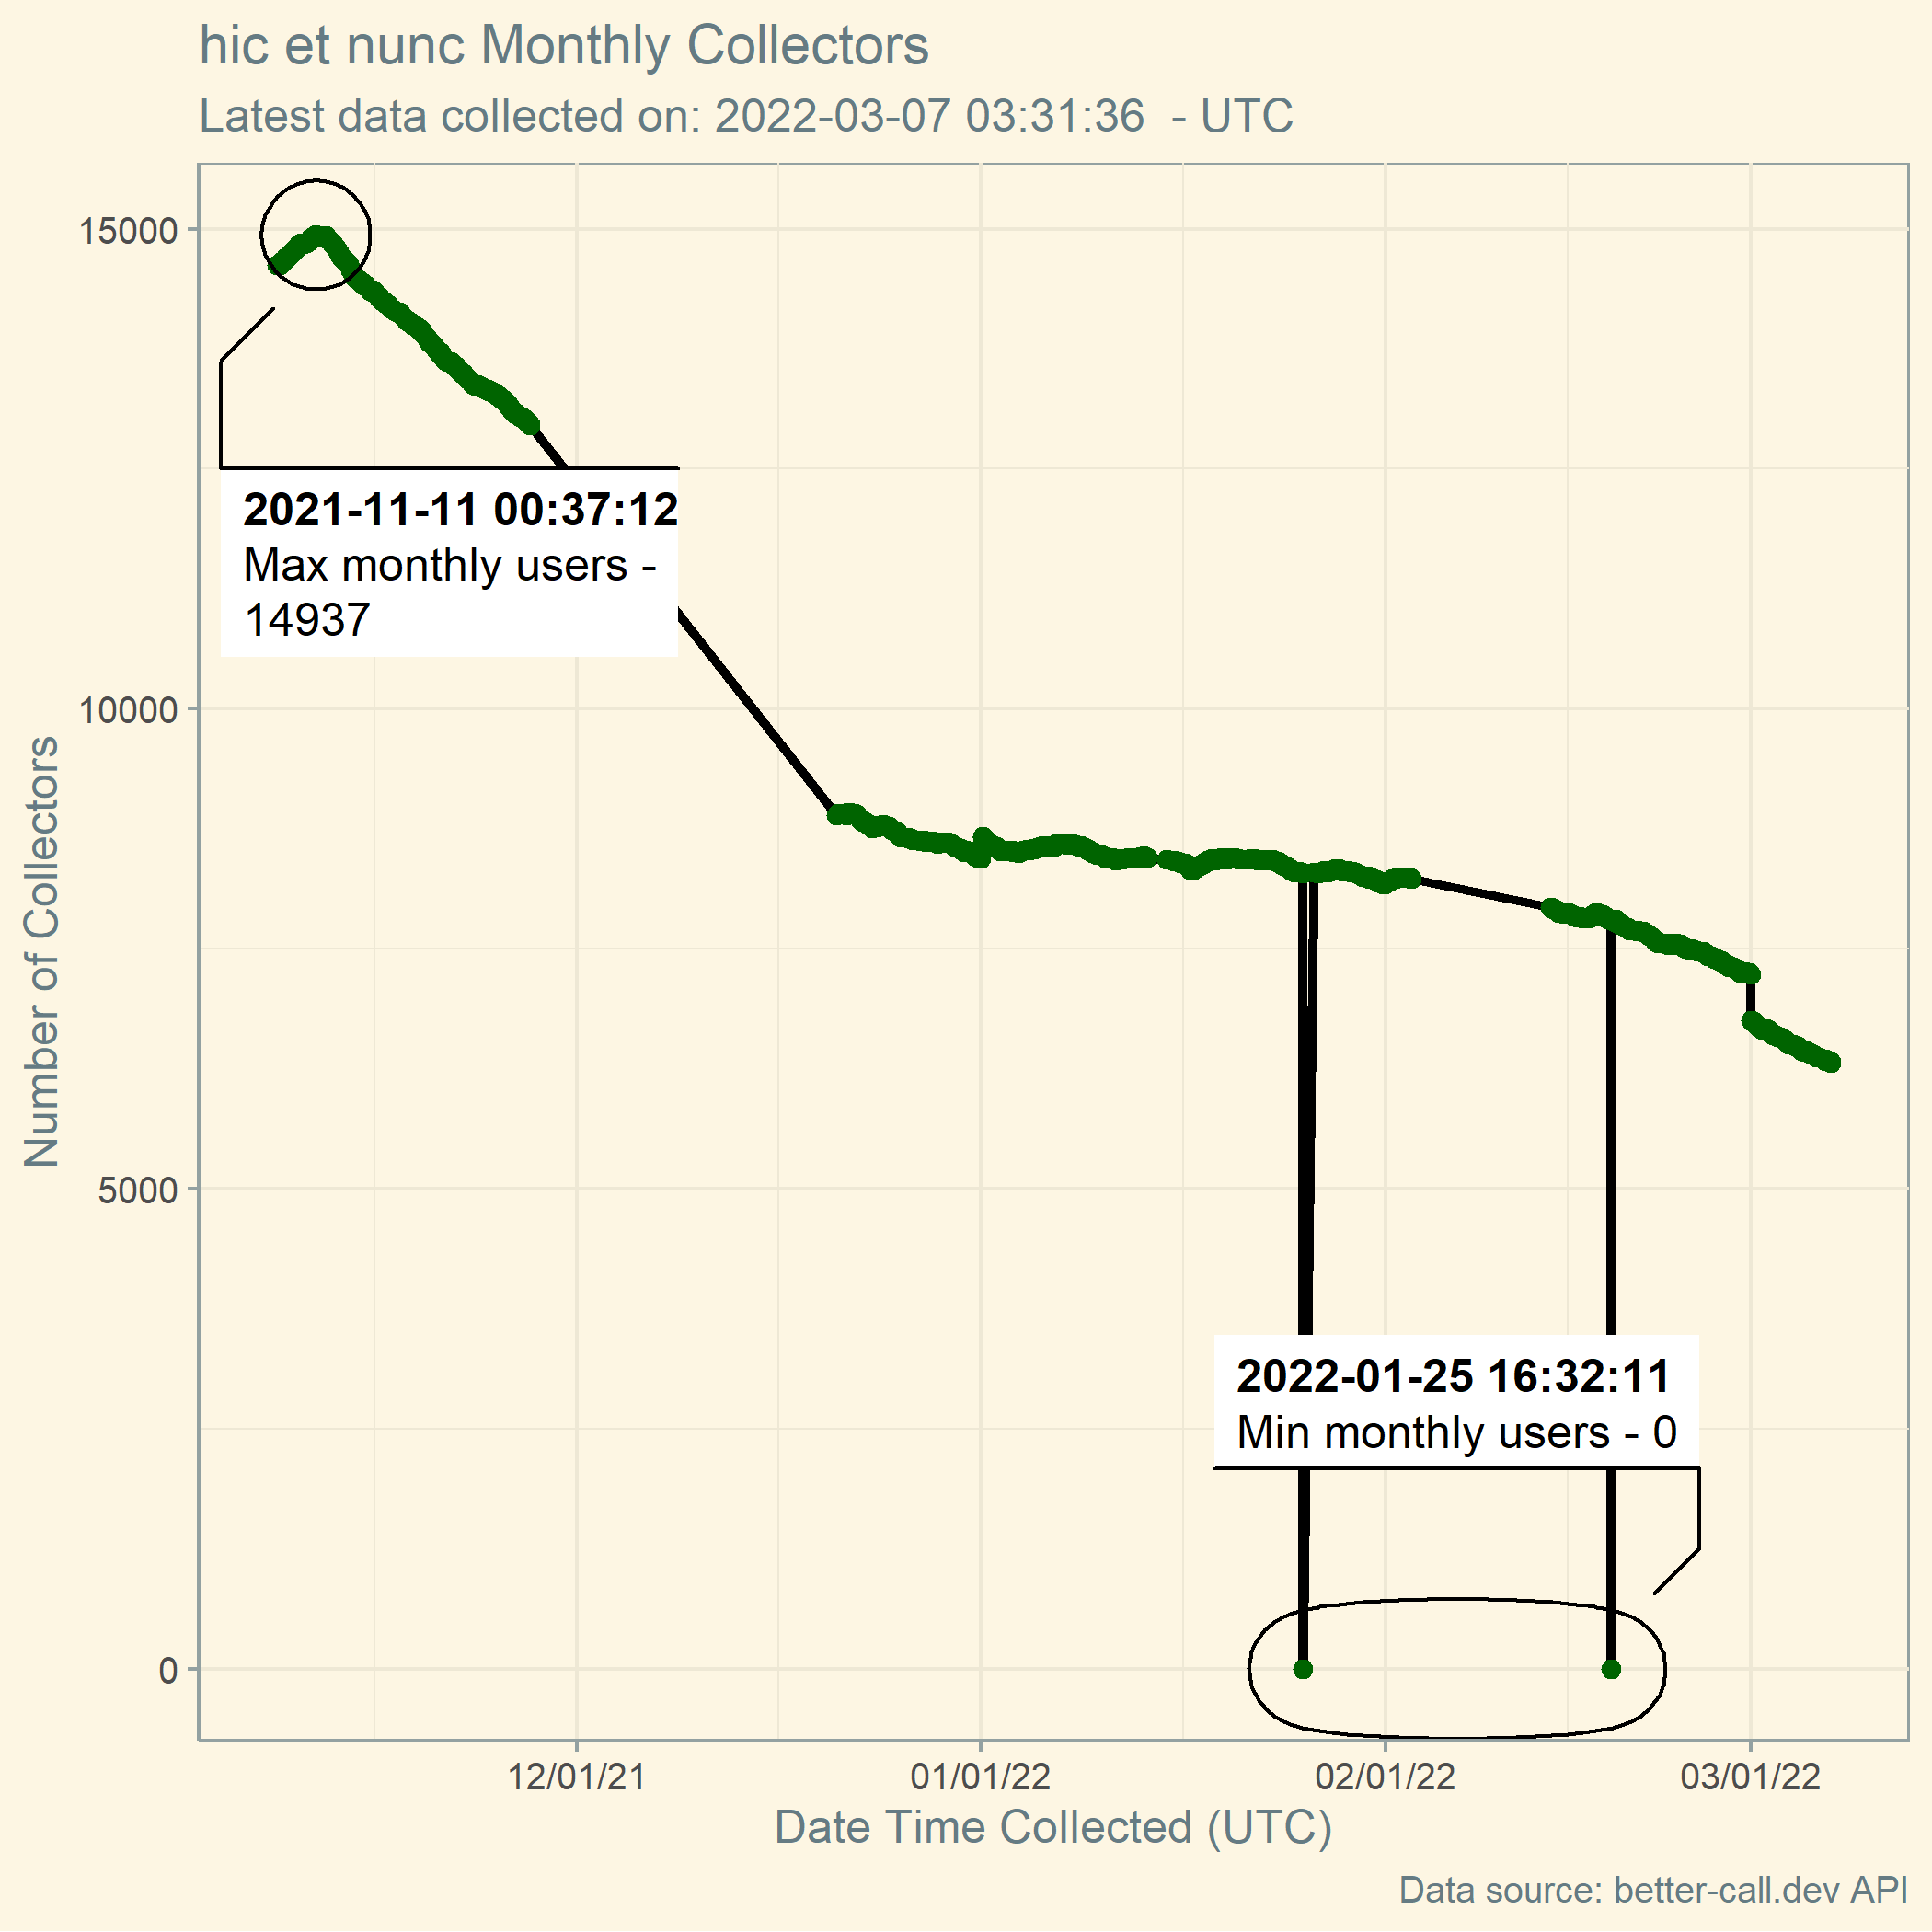 hic et nunc Monthly Collectors
Latest data collected on: 2022-03-07 03:31:36  - UTC
15000
10000
5000
0
Number of Collectors
2021-11-11 00:37:12
Max monthly users -
14937
2022-01-25 16:32:11
Min monthly users - 0
12/01/21
01/01/22
02/01/22
03/01/22
Date Time Collected (UTC)
Data source: better-call.dev API